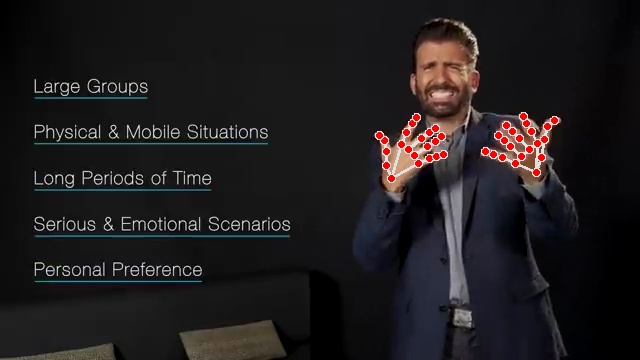 Large Groups
Physical & Mobile Situations
Long Periods of Time
Serious & Emotional Scenarios
Personal Preference